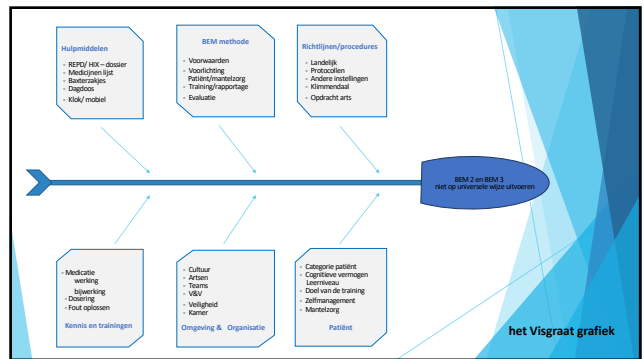 Hulpmiddelen
- REPD/ HIX – dossier
- Medicijnen lijst
- Baxterzakjes
- Dagdoos
- Klok/ mobiel
BEM methode
- Voorwaarden
- Voorlichting
Patiënt/mantelzorg
- Training/rapportage
- Evaluatie
Richtlijnen/procedures
- Landelijk
- Protocollen
- Andere instellingen
- Klimmendaal
- Opdracht arts
BEM 2 en BEM 3
niet op universele wijze uitvoeren
- Medicatie
werking
bijwerking
- Dosering
- Fout oplossen
Kennis en trainingen
- Cultuur
- Artsen
- Teams
- V&V
- Veiligheid
- Kamer
Omgeving & Organisatie
- Categorie patiënt
- Cognitieve vermogen
Leerniveau
- Doel van de training
- Zelfmanagement
- Mantelzorg
Patiënt
het Visgraat grafiek